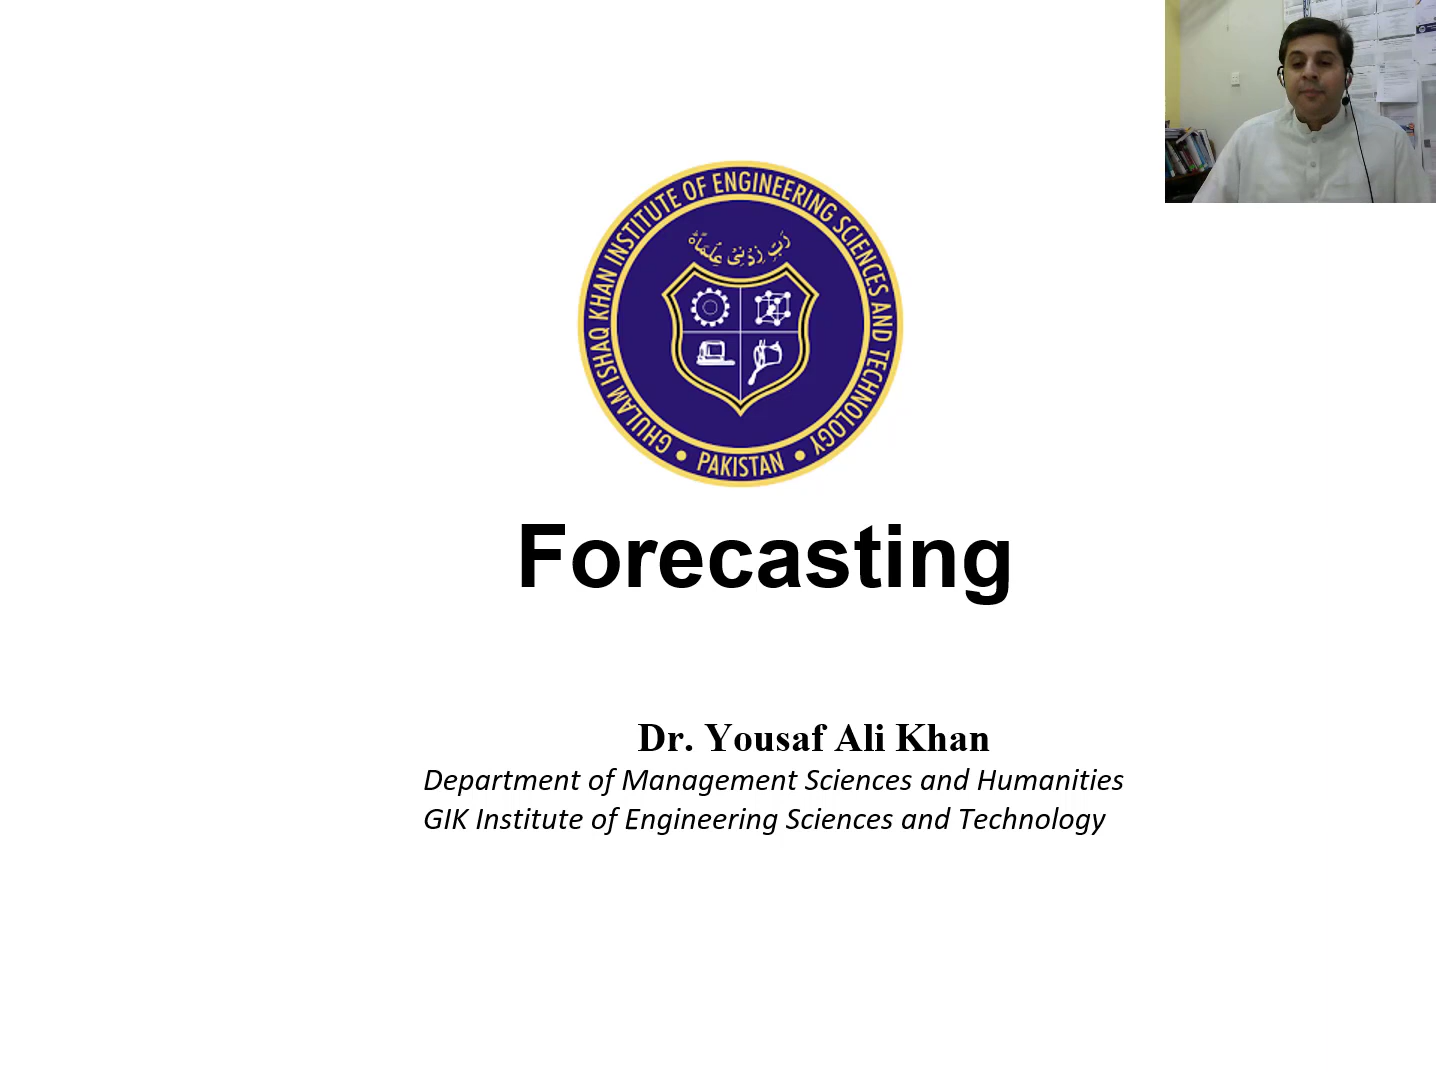 GHULAM ISHAQ KHAN INSTITUTE OF ENGINEERING SCIENCES AND TECHNOLOGY
• PAKISTAN •
رَبِّ زِدْنِیْ عِلْمًا
Forecasting
Dr. Yousaf Ali Khan
Department of Management Sciences and Humanities
GIK Institute of Engineering Sciences and Technology